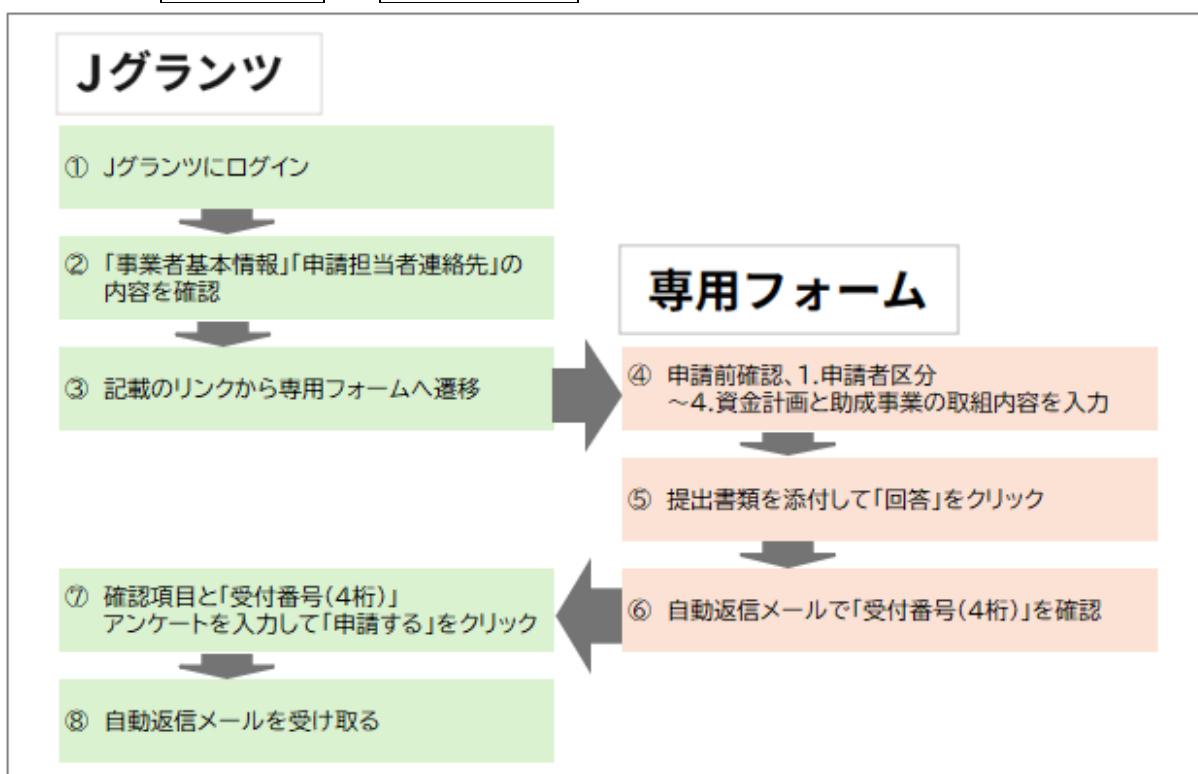 Jグランツ
① Jグランツにログイン
② 「事業者基本情報」「申請担当者連絡先」の
内容を確認
③ 記載のリンクから専用フォームへ遷移
専用フォーム
④ 申請前確認、1.申請者区分
～4.資金計画と助成事業の取組内容を入力
⑤ 提出書類を添付して「回答」をクリック
⑥ 自動返信メールで「受付番号(4桁)」を確認
⑦ 確認項目と「受付番号(4桁)」
アンケートを入力して「申請する」をクリック
⑧ 自動返信メールを受け取る